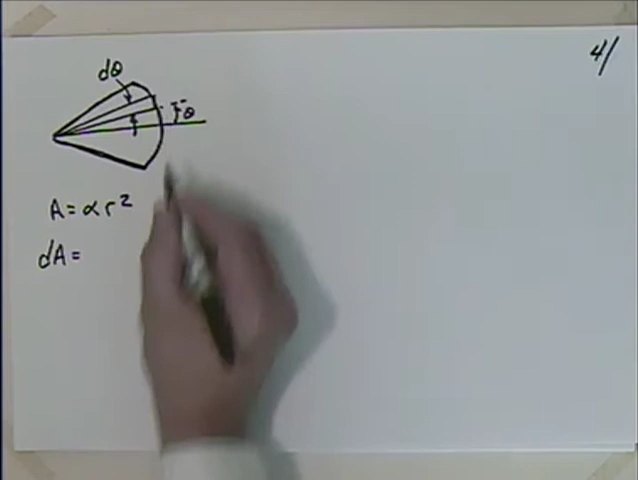 4/
dθ
θ
A = α r²
dA =